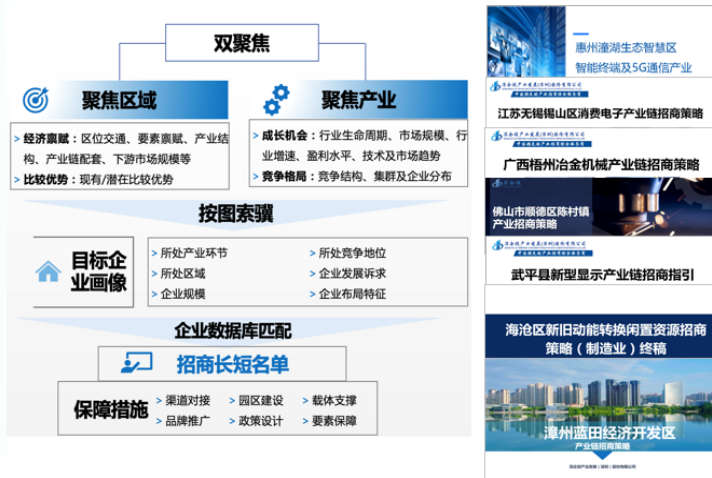 双聚焦
聚焦区域
聚焦产业
> 经济禀赋：区位交通、要素禀赋、产业结
构、产业链配套、下游市场规模等
> 比较优势：现有/潜在比较优势
> 成长机会：行业生命周期、市场规模、行
业增速、盈利水平、技术及市场趋势
> 竞争格局：竞争结构、集群及企业分布
按图索骥
目标企
业画像
> 所处产业环节
> 所处区域
> 企业规模
> 所处竞争地位
> 企业发展诉求
> 企业布局特征
企业数据库匹配
招商长短名单
保障措施
> 渠道对接 > 园区建设 > 载体支撑
> 品牌推广 > 政策设计 > 要素保障
惠州潼湖生态智慧区
智能终端及5G通信产业
江苏无锡锡山区消费电子产业链招商策略
广西梧州冶金机械产业链招商策略
佛山市顺德区陈村镇
产业招商策略
武平县新型显示产业链招商指引
海沧区新旧动能转换闲置资源招商
策略（制造业）终稿
漳州蓝田经济开发区
产业链招商策略